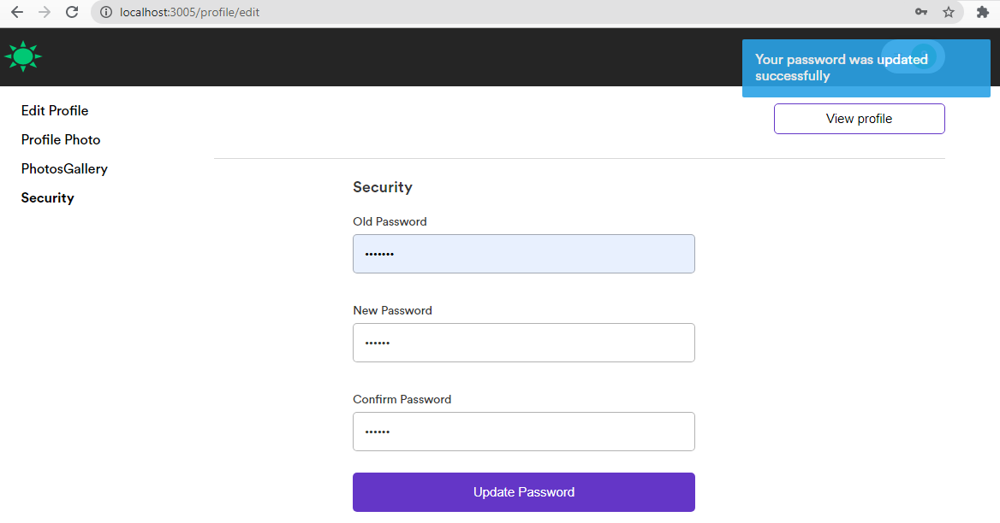 localhost:3005/profile/edit
Your password was updated
successfully
View profile
Edit Profile
Profile Photo
PhotosGallery
Security
Security
Old Password
•••••••
New Password
••••••
Confirm Password
••••••
Update Password